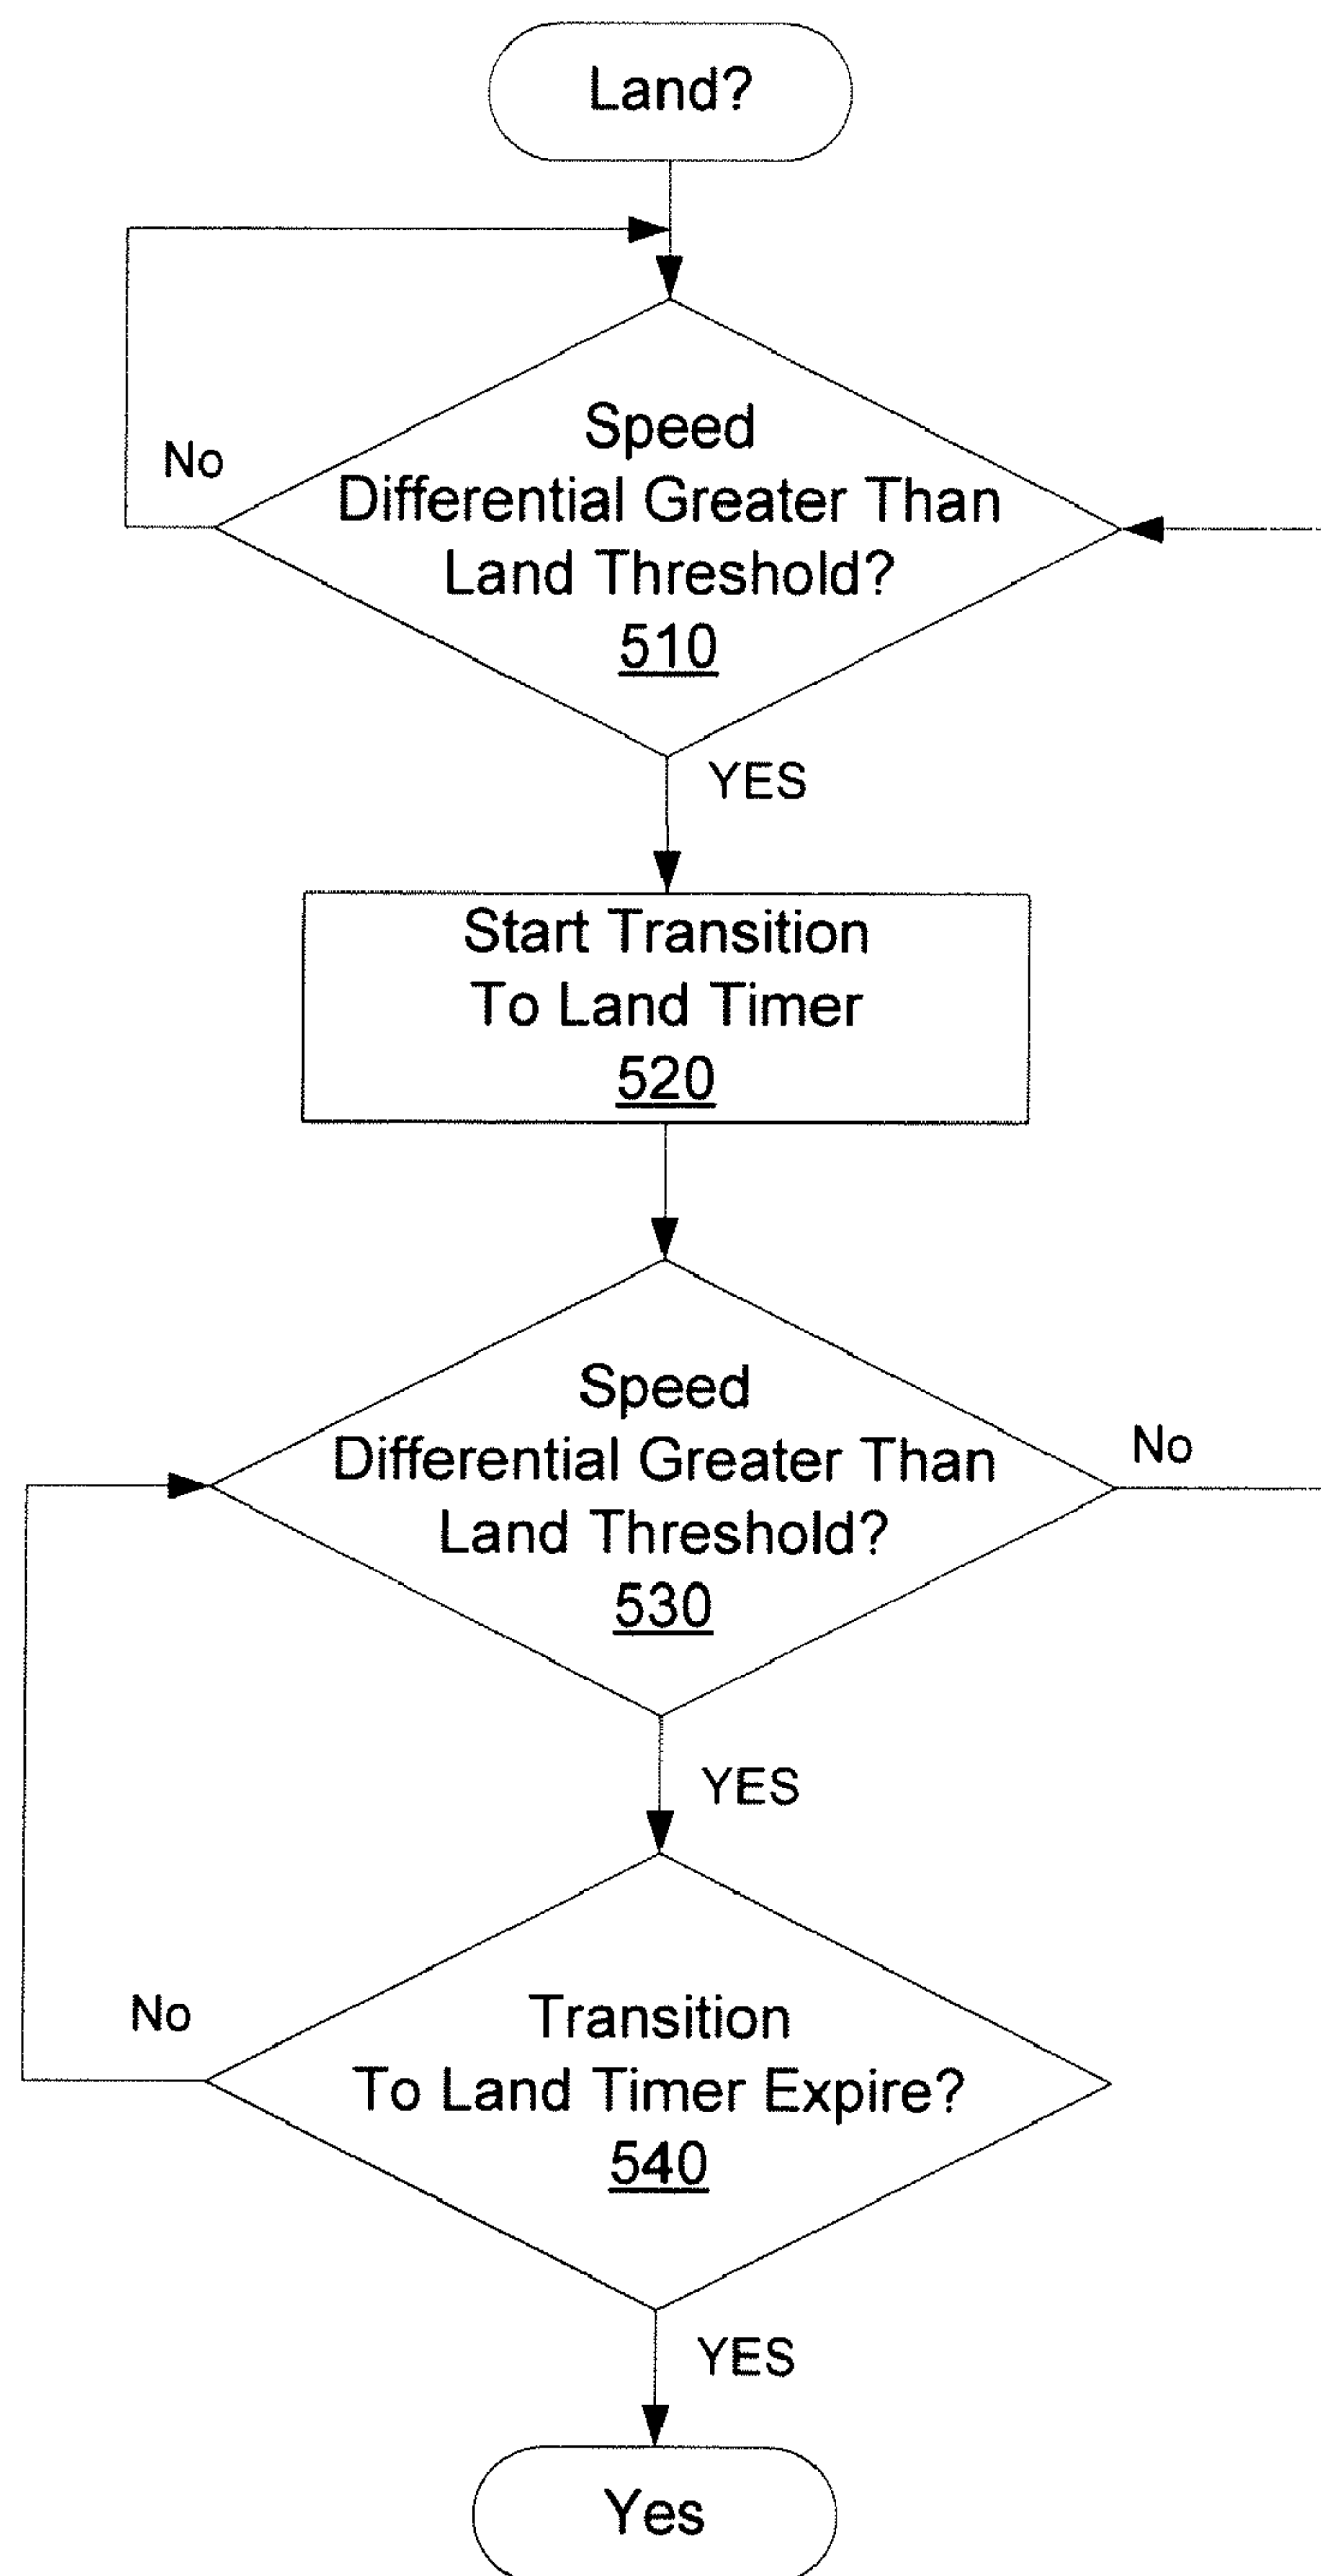 Land?
No
Speed
Differential Greater Than
Land Threshold?
510
YES
Start Transition
To Land Timer
520
Speed
Differential Greater Than
Land Threshold?
530
No
YES
No
Transition
To Land Timer Expire?
540
YES
Yes